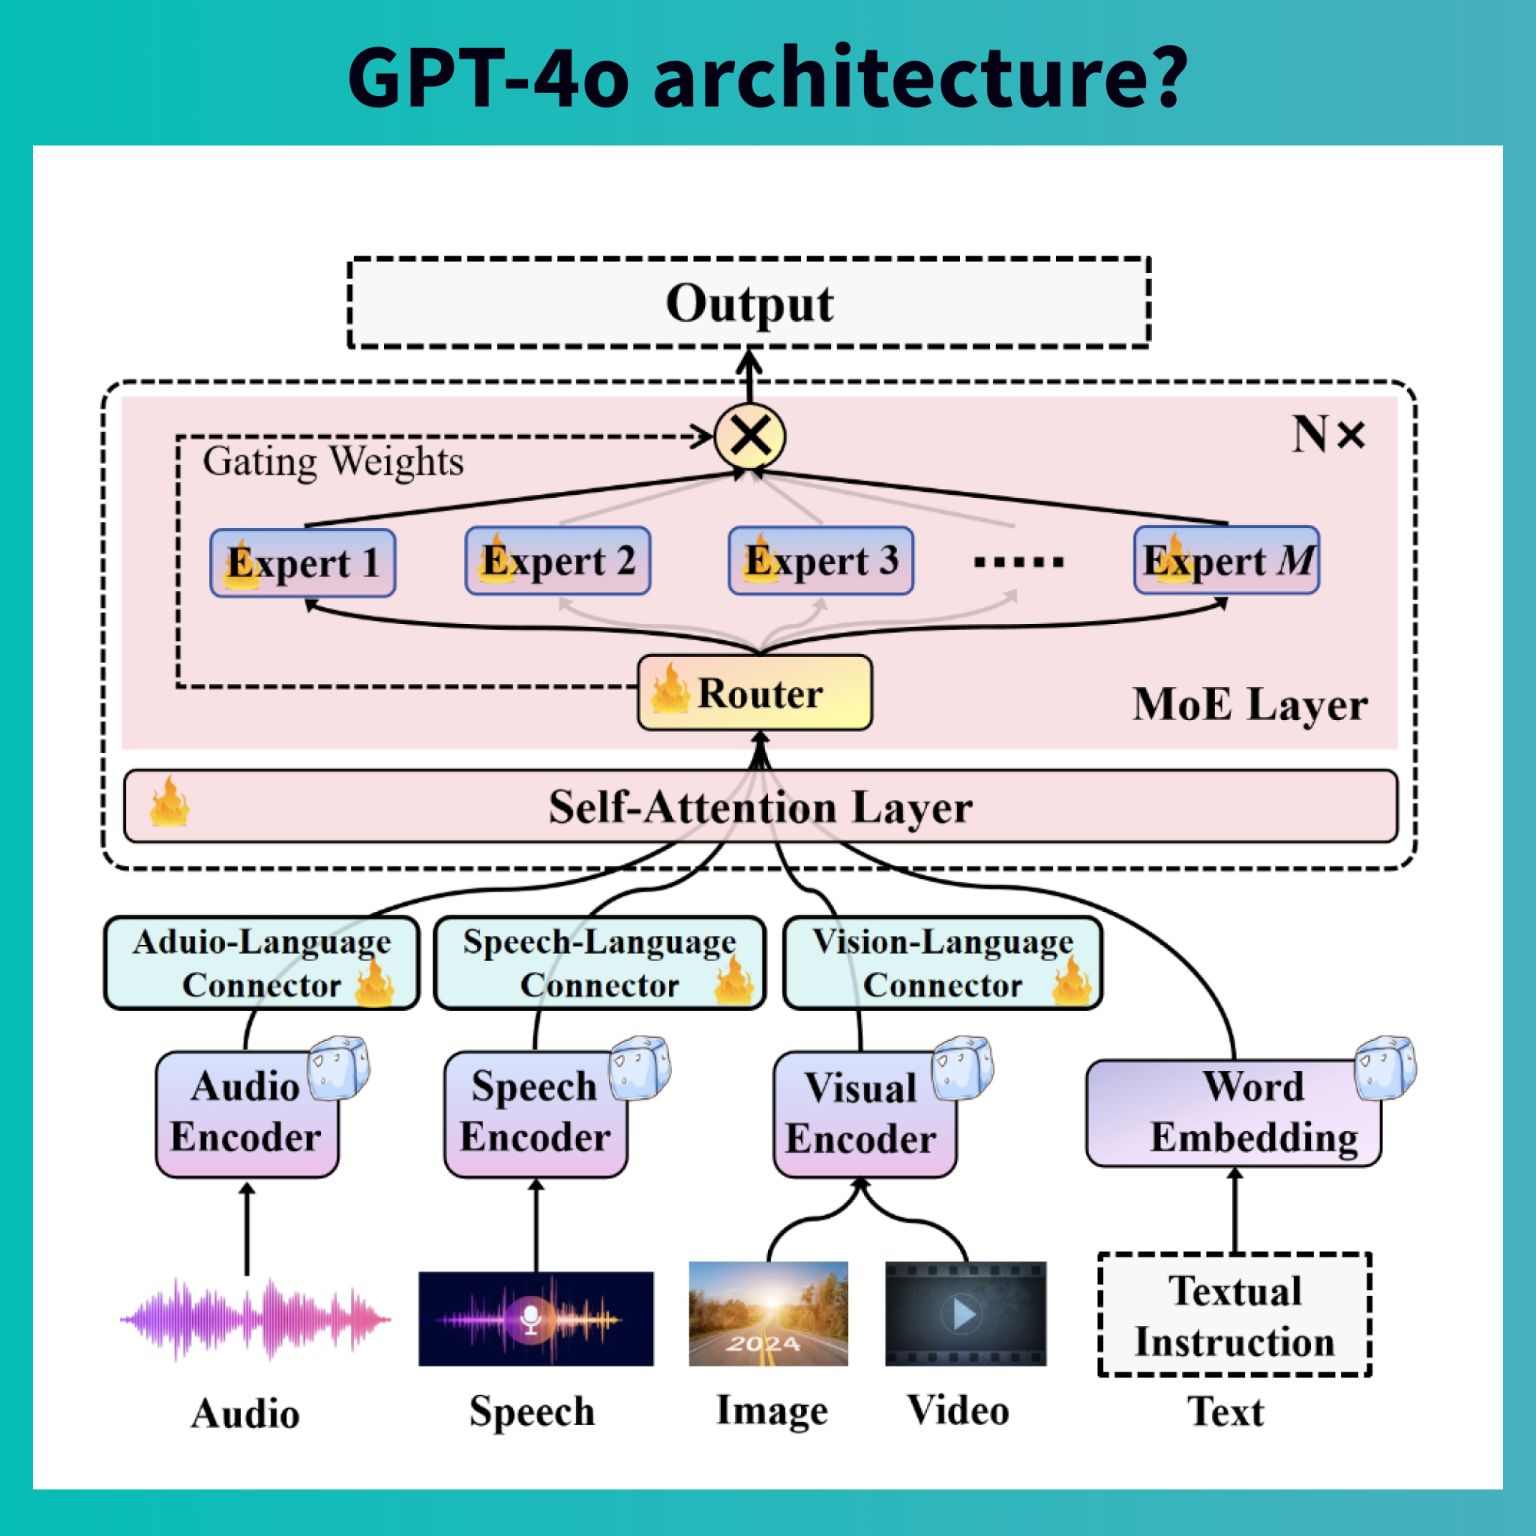 GPT-4o architecture?
Output
N×
Gating Weights
Expert 1
Expert 2
Expert 3
......
Expert M
Router
MoE Layer
Self-Attention Layer
Aduio-Language
Connector
Speech-Language
Connector
Vision-Language
Connector
Audio
Encoder
Speech
Encoder
Visual
Encoder
Word
Embedding
2024
Textual
Instruction
Audio
Speech
Image
Video
Text